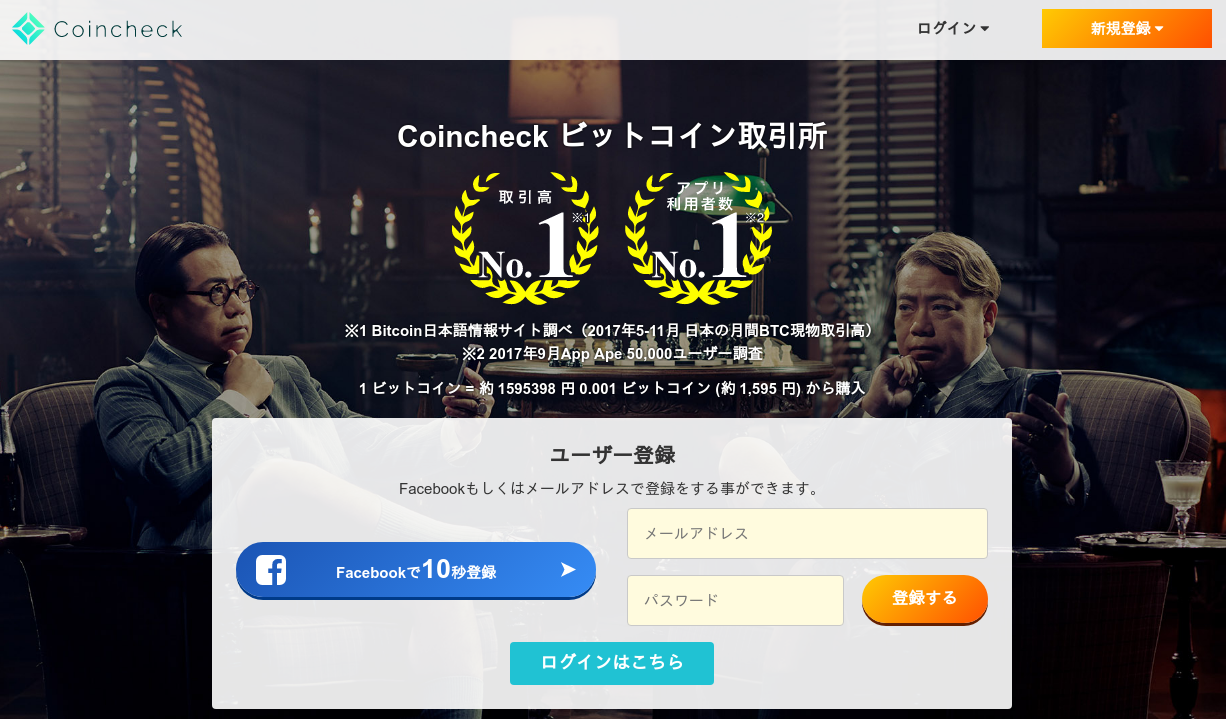 Coincheck
ログイン
新規登録
Coincheck ビットコイン取引所
取引高
※1
No.1
アプリ
利用者数
※2
No.1
※1 Bitcoin日本語情報サイト調べ（2017年5-11月 日本の月間BTC現物取引高）
※2 2017年9月App Ape 50,000ユーザー調査
1 ビットコイン = 約 1595398 円 0.001 ビットコイン (約 1,595 円) から購入
ユーザー登録
Facebookもしくはメールアドレスで登録をする事ができます。
メールアドレス
Facebookで10秒登録
パスワード
登録する
ログインはこちら